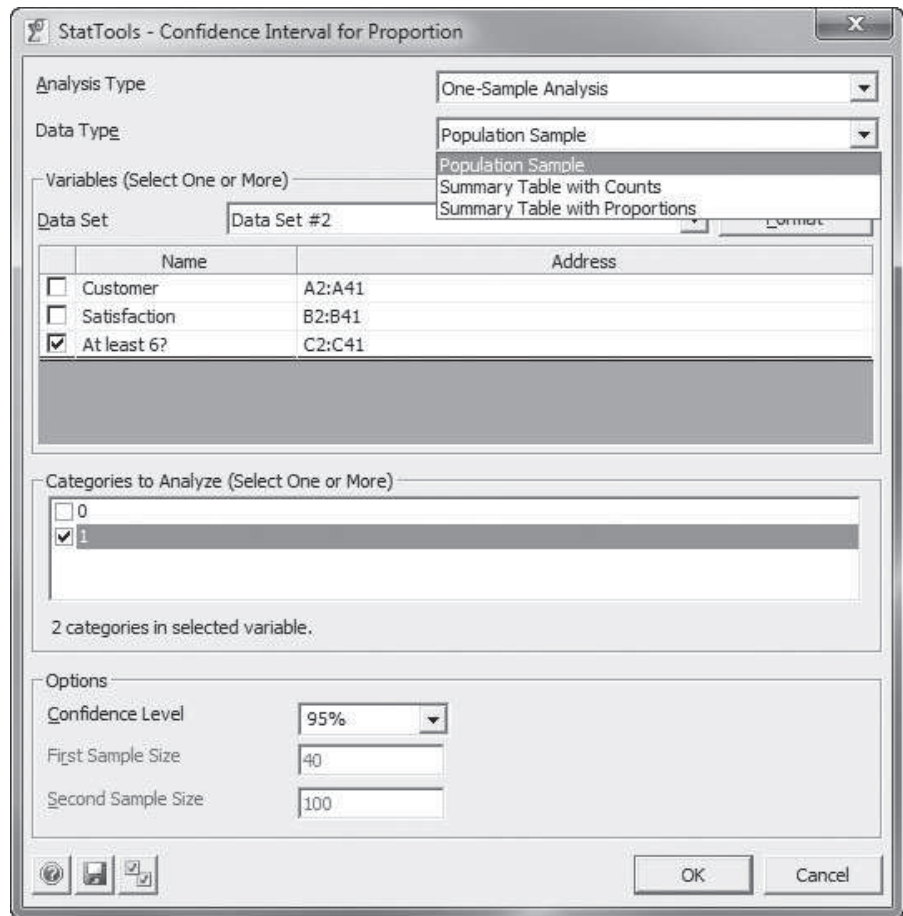 StatTools - Confidence Interval for Proportion
X
Analysis Type
One-Sample Analysis
Data Type
Population Sample
Population Sample
Summary Table with Counts
Summary Table with Proportions
Variables (Select One or More)
Data Set
Data Set #2
Format
Name Address
Customer A2:A41
Satisfaction B2:B41
At least 6? C2:C41
Categories to Analyze (Select One or More)
0
1
2 categories in selected variable.
Options
Confidence Level 95%
First Sample Size 40
Second Sample Size 100
OK Cancel